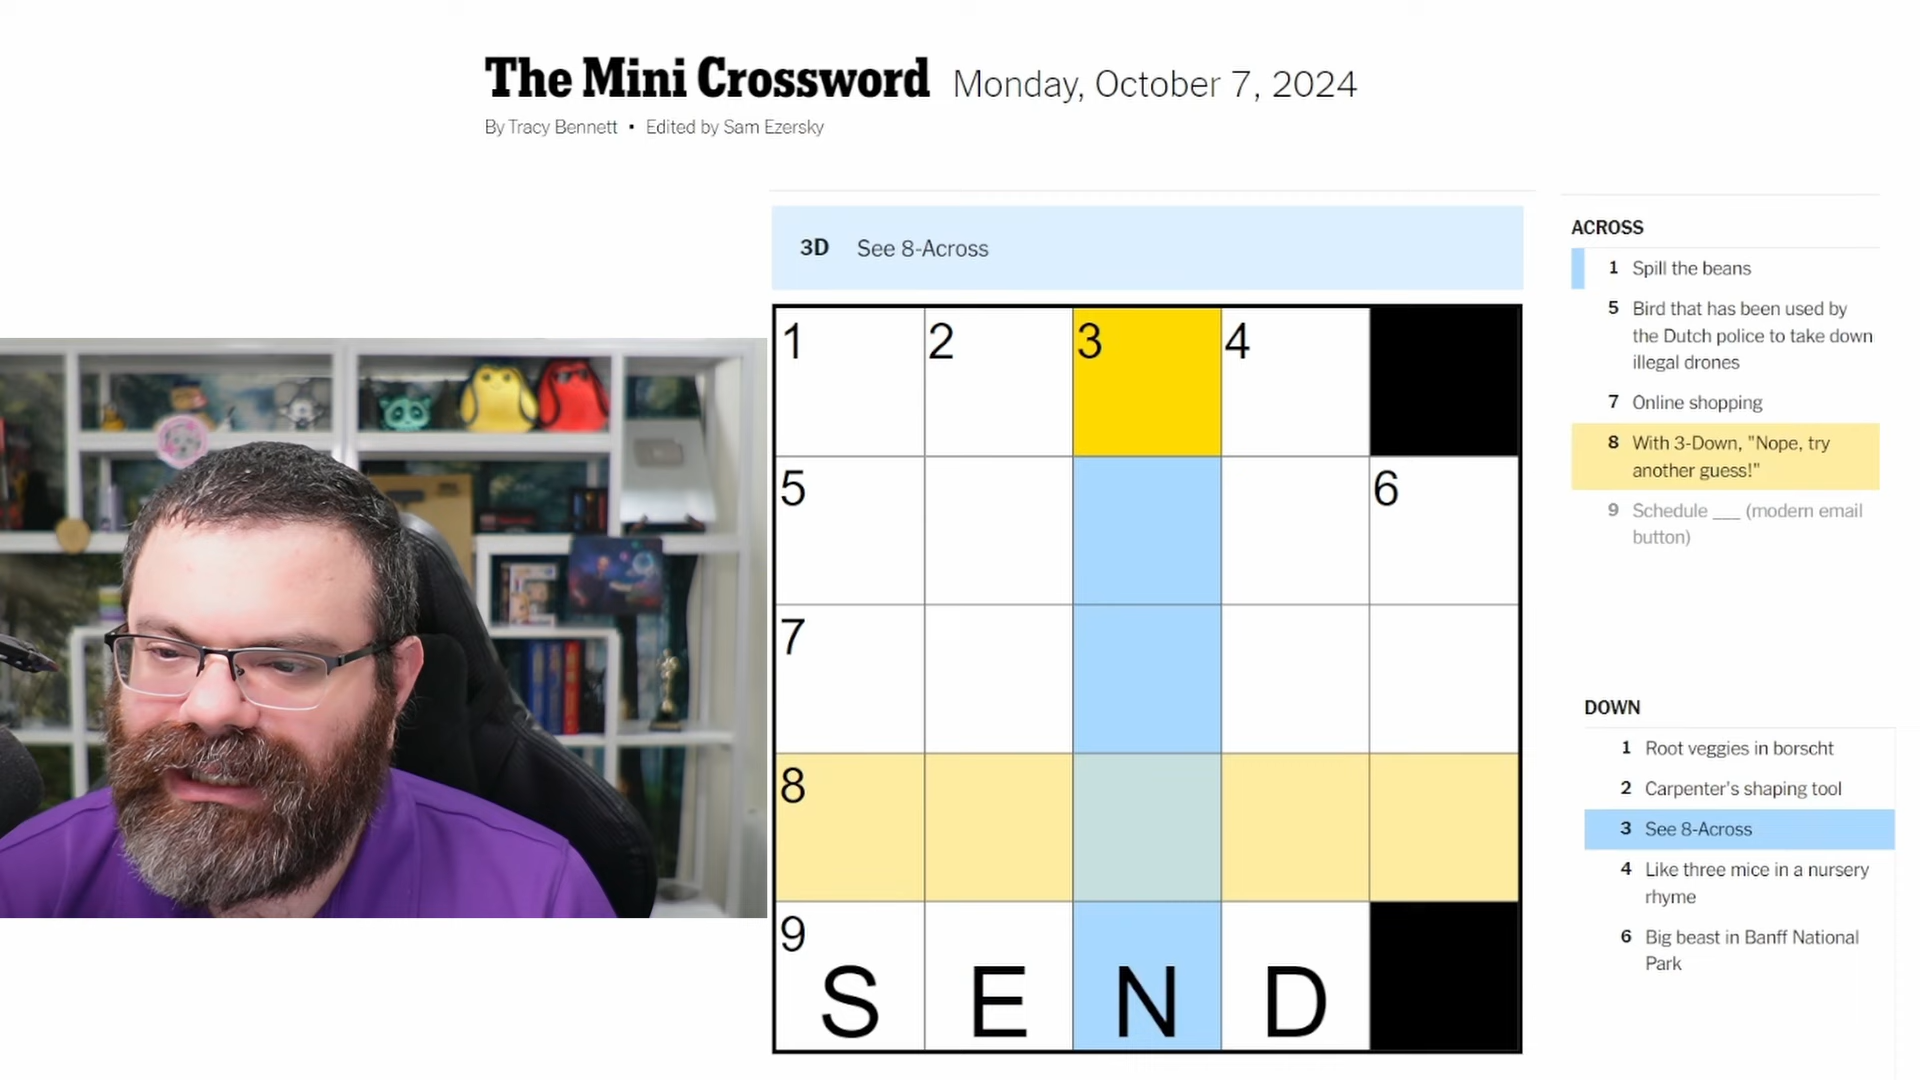 The Mini Crossword Monday, October 7, 2024
By Tracy Bennett • Edited by Sam Ezersky
3D See 8-Across
1 2 3 4
5 6
7
8
9
S E N D
ACROSS
1 Spill the beans
5 Bird that has been used by
the Dutch police to take down
illegal drones
7 Online shopping
8 With 3-Down, "Nope, try
another guess!"
9 Schedule ___ (modern email
button)
DOWN
1 Root veggies in borscht
2 Carpenter's shaping tool
3 See 8-Across
4 Like three mice in a nursery
rhyme
6 Big beast in Banff National
Park